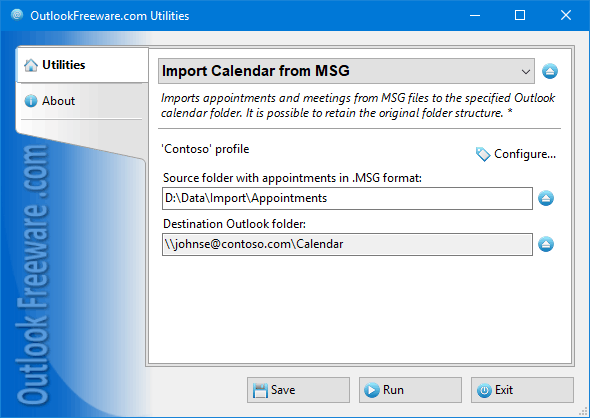 OutlookFreeware.com Utilities
Utilities
About
Outlook Freeware .com
Import Calendar from MSG
Imports appointments and meetings from MSG files to the specified Outlook
calendar folder. It is possible to retain the original folder structure. *
'Contoso' profile
Configure...
Source folder with appointments in .MSG format:
D:\Data\Import\Appointments
Destination Outlook folder:
\\johnse@contoso.com\Calendar
Save
Run
Exit